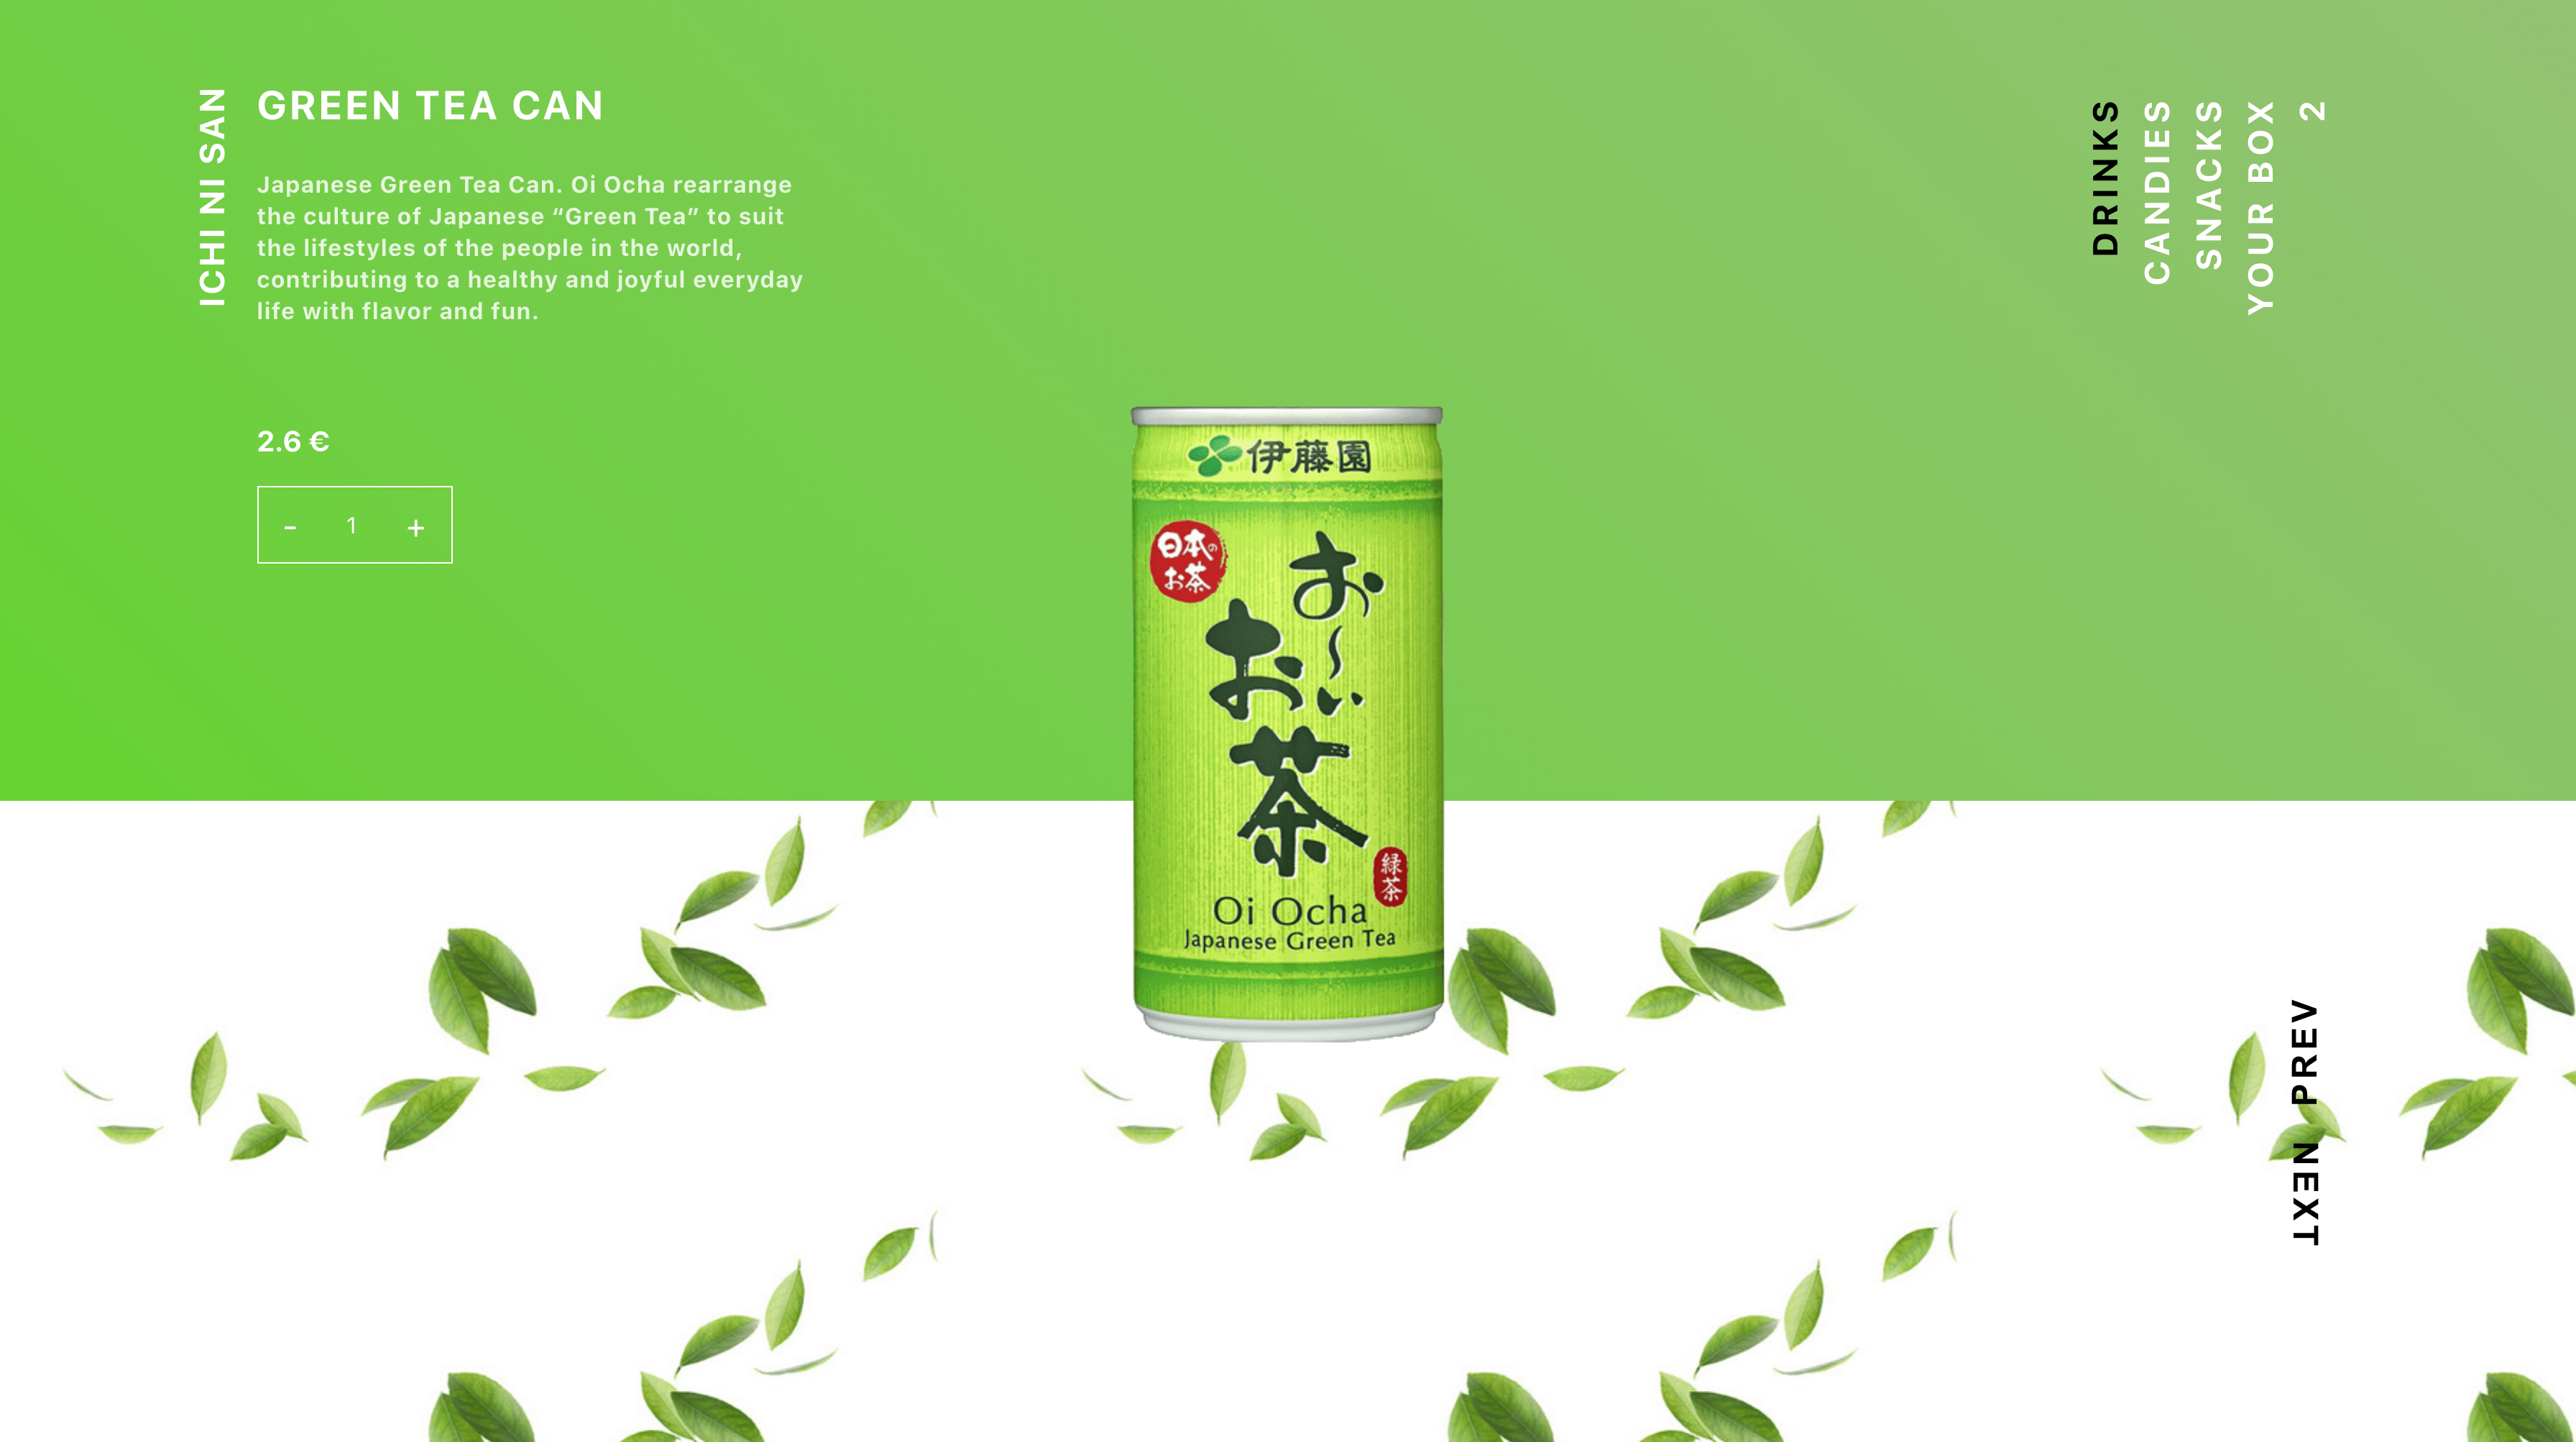 ICHI NI SAN
GREEN TEA CAN
Japanese Green Tea Can. Oi Ocha rearrange
the culture of Japanese “Green Tea” to suit
the lifestyles of the people in the world,
contributing to a healthy and joyful everyday
life with flavor and fun.
2.6 €
- 1 +
DRINKS
CANDIES
SNACKS
YOUR BOX
2
伊藤園
日本の
お茶
お〜い
お茶
緑茶
Oi Ocha
Japanese Green Tea
PREV
NEXT